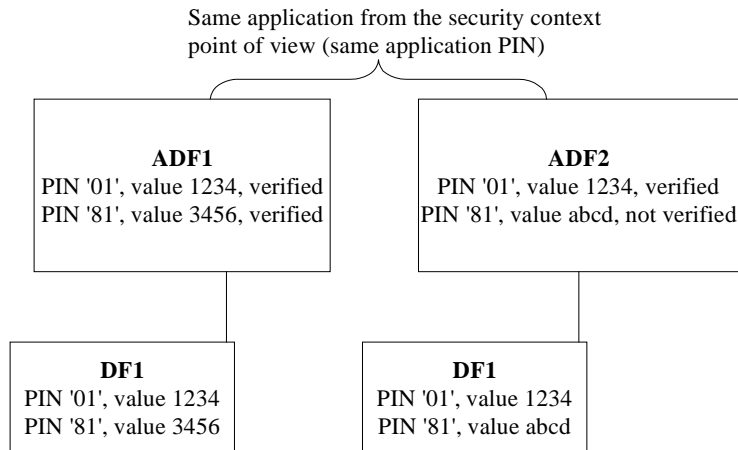 Same application from the security context
point of view (same application PIN)
ADF1
PIN '01', value 1234, verified
PIN '81', value 3456, verified
ADF2
PIN '01', value 1234, verified
PIN '81', value abcd, not verified
DF1
PIN '01', value 1234
PIN '81', value 3456
DF1
PIN '01', value 1234
PIN '81', value abcd